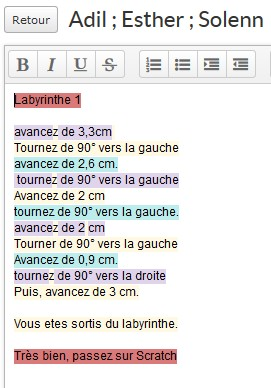 Retour
Adil ; Esther ; Solenn
B I U S
Labyrinthe 1
avancez de 3,3cm
Tournez de 90° vers la gauche
avancez de 2,6 cm.
tournez de 90° vers la gauche
Avancez de 2 cm
tournez de 90° vers la gauche.
avancez de 2 cm
Tourner de 90° vers la gauche
Avancez de 0,9 cm.
tournez de 90° vers la droite
Puis, avancez de 3 cm.
Vous etes sortis du labyrinthe.
Très bien, passez sur Scratch